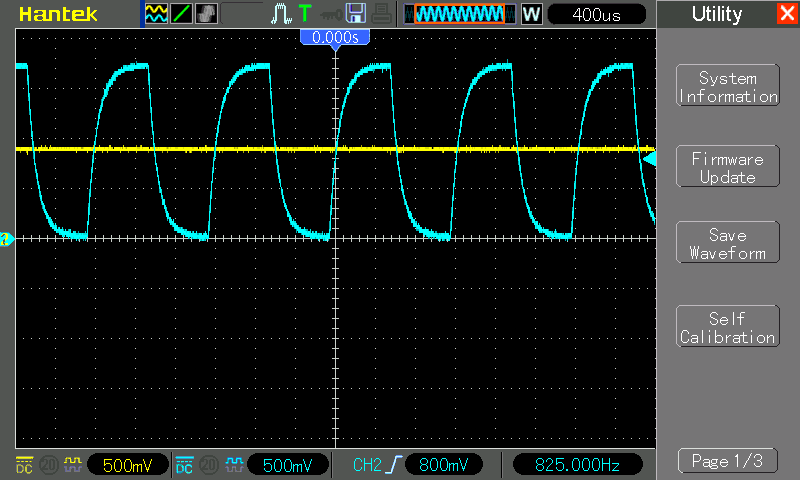 Hantek
T
W
400us
Utility
0.000s
System
Information
Firmware
Update
Save
Waveform
Self
Calibration
DC
20
500mV
DC
20
500mV
CH2
800mV
825.000Hz
Page 1/3